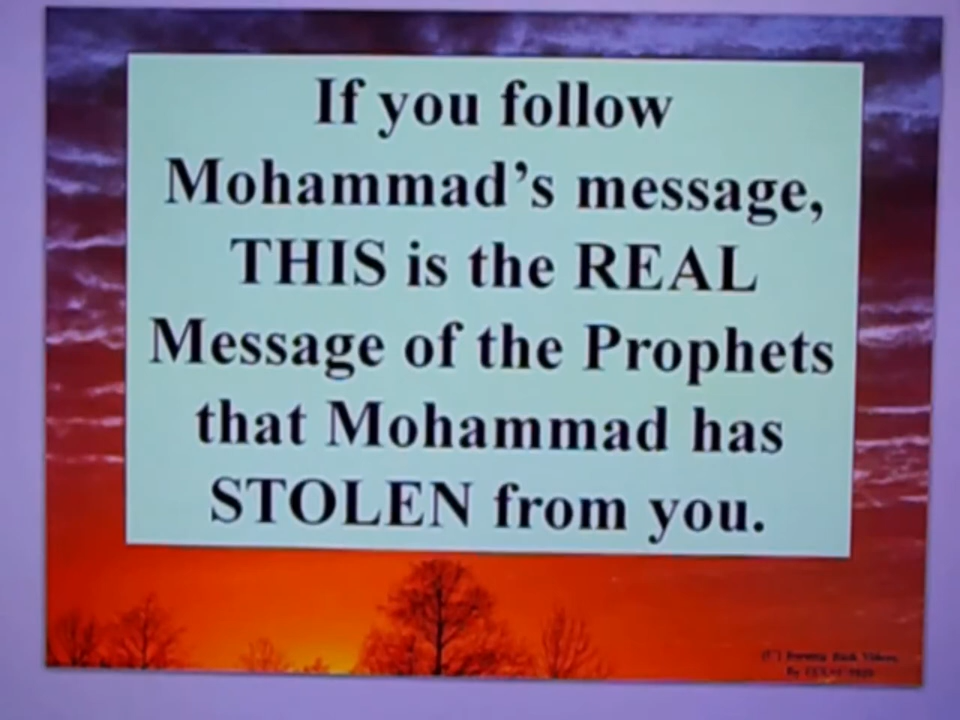 If you follow
Mohammad's message,
THIS is the REAL
Message of the Prophets
that Mohammad has
STOLEN from you.